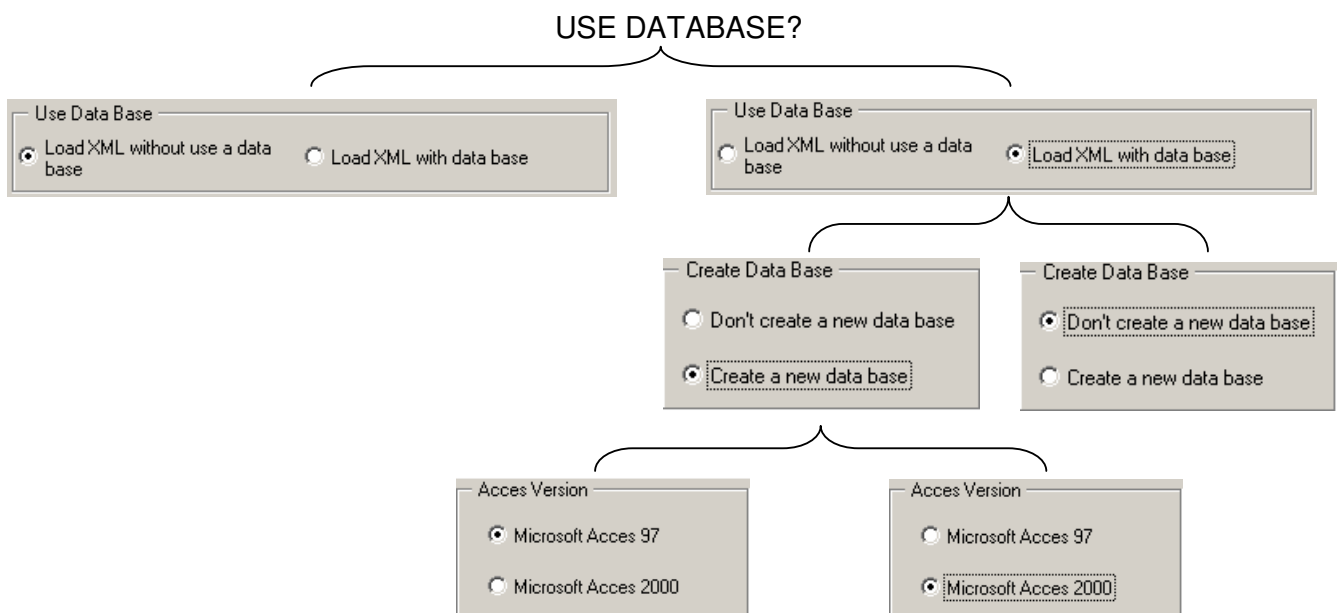 USE DATABASE?
Use Data Base
Load XML without use a data
base
Load XML with data base
Use Data Base
Load XML without use a data
base
Load XML with data base
Create Data Base
Don't create a new data base
Create a new data base
Create Data Base
Don't create a new data base
Create a new data base
Acces Version
Microsoft Acces 97
Microsoft Acces 2000
Acces Version
Microsoft Acces 97
Microsoft Acces 2000